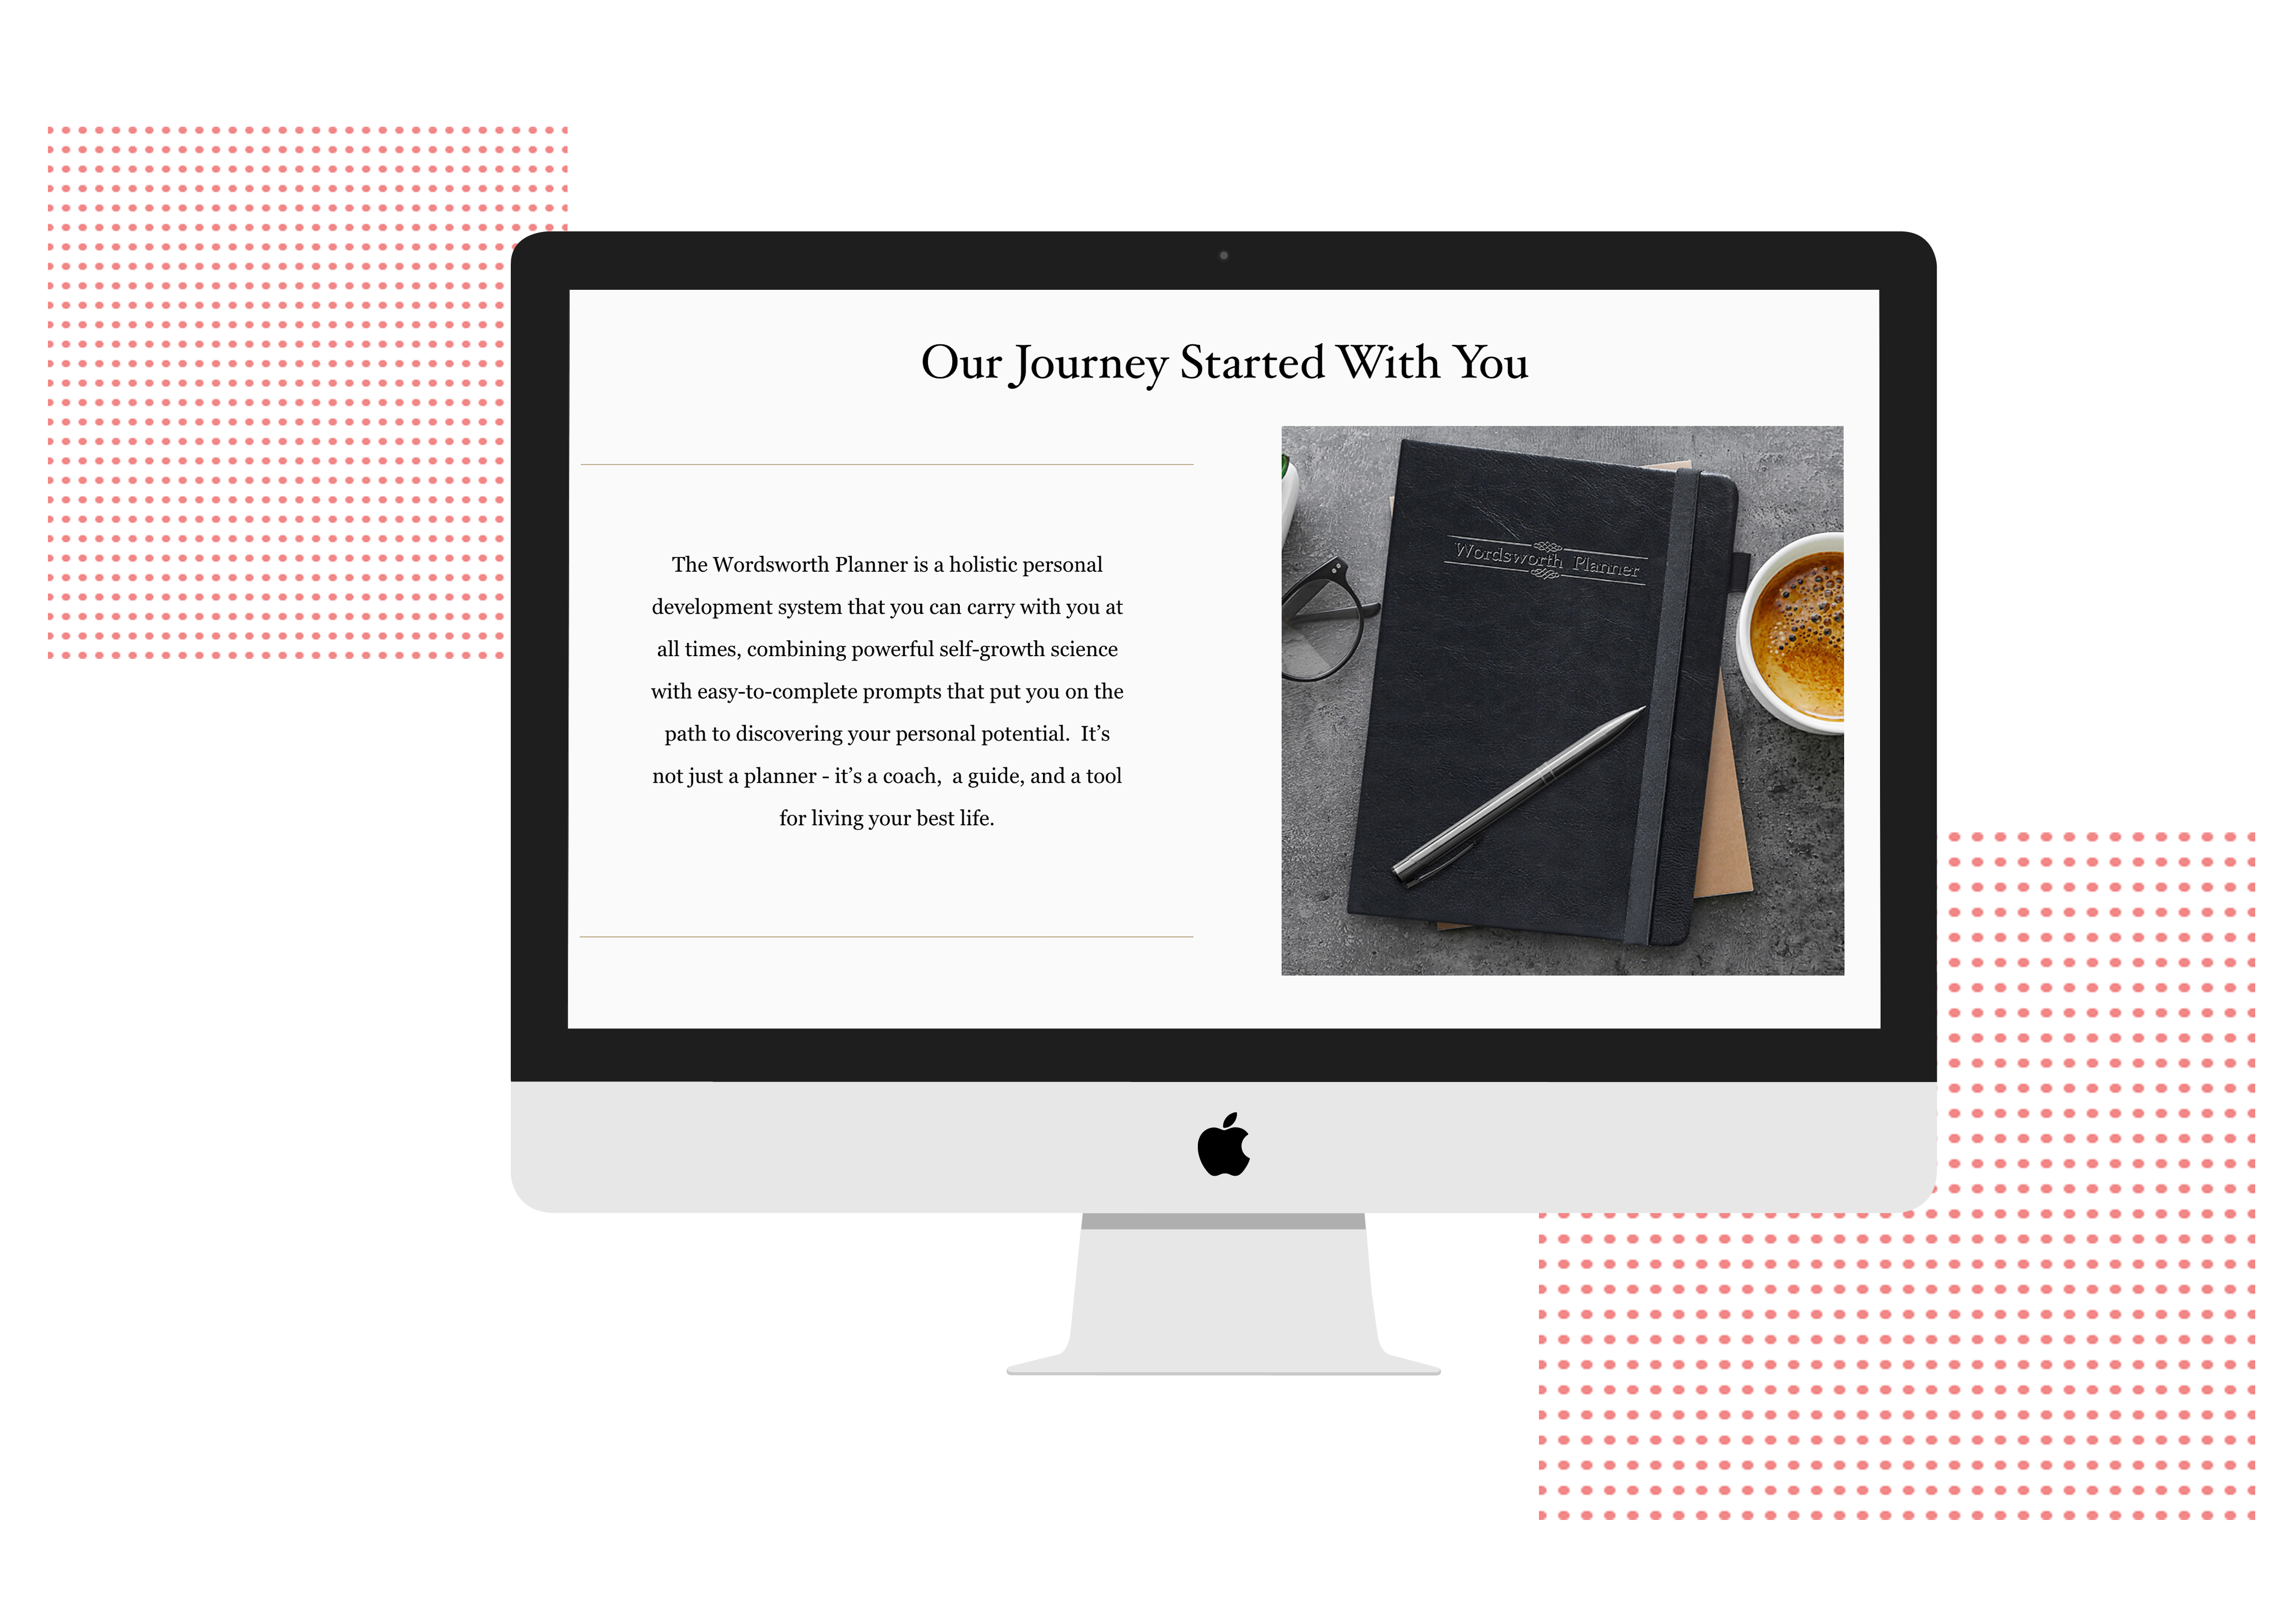 Our Journey Started With You
The Wordsworth Planner is a holistic personal
development system that you can carry with you at
all times, combining powerful self-growth science
with easy-to-complete prompts that put you on the
path to discovering your personal potential.  It’s
not just a planner - it’s a coach,  a guide, and a tool
for living your best life.
Wordsworth Planner